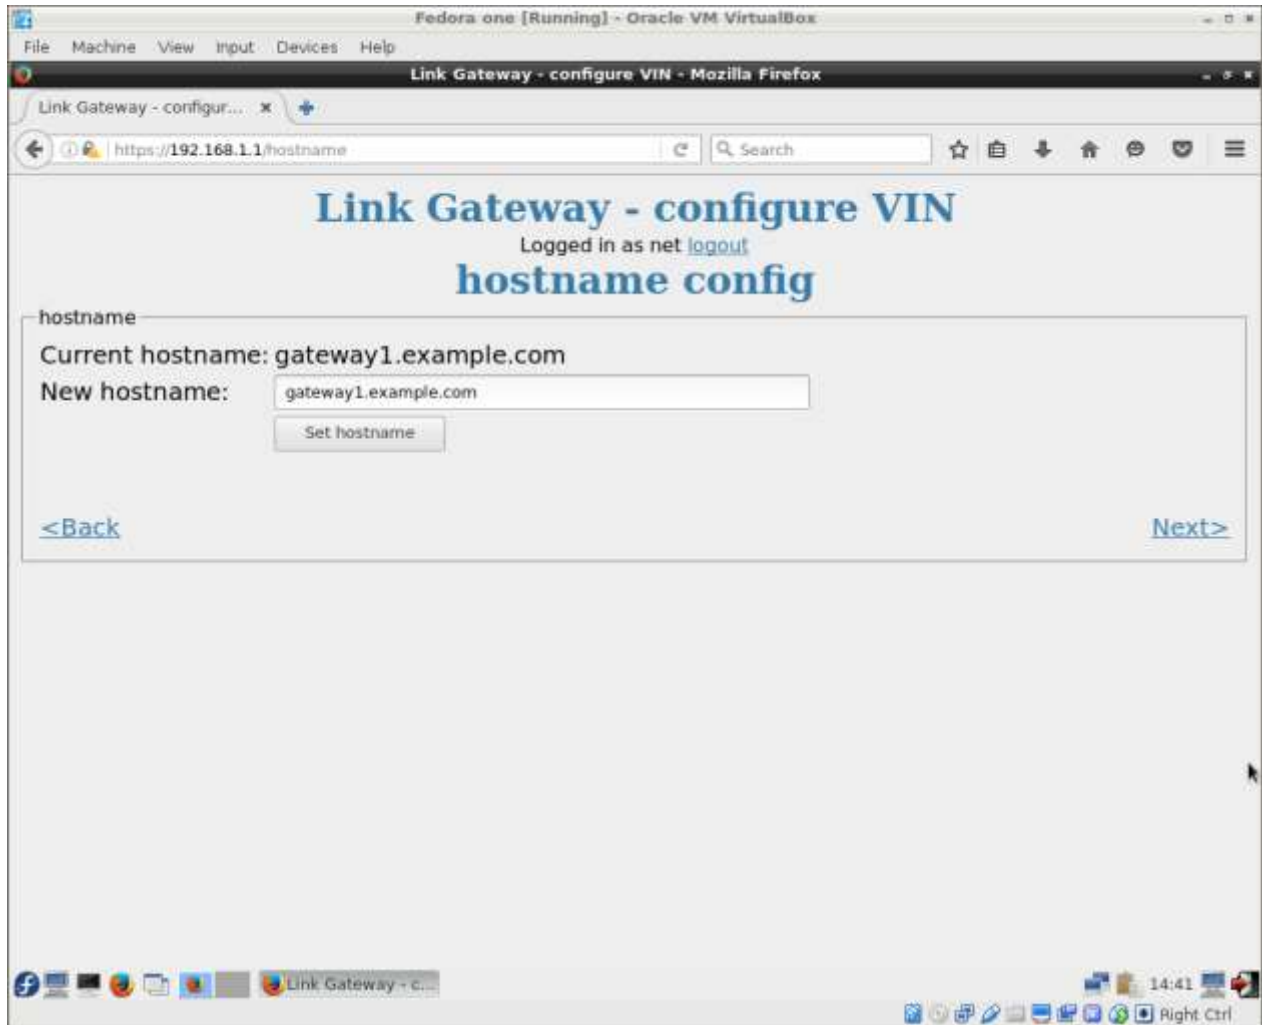 Fedora one [Running] - Oracle VM VirtualBox
File Machine View Input Devices Help
Link Gateway - configure VIN - Mozilla Firefox
Link Gateway - configur...
https://192.168.1.1/hostname
Search
Link Gateway - configure VIN
Logged in as net logout
hostname config
hostname
Current hostname: gateway1.example.com
New hostname: gateway1.example.com
Set hostname
<Back Next>
Link Gateway - c...
14:41
Right Ctrl